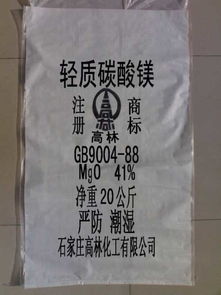 轻质碳酸镁
注册 商标
高林
GB9004-88
MgO 41%
净重20公斤
严防 潮湿
石家庄高林化工有限公司